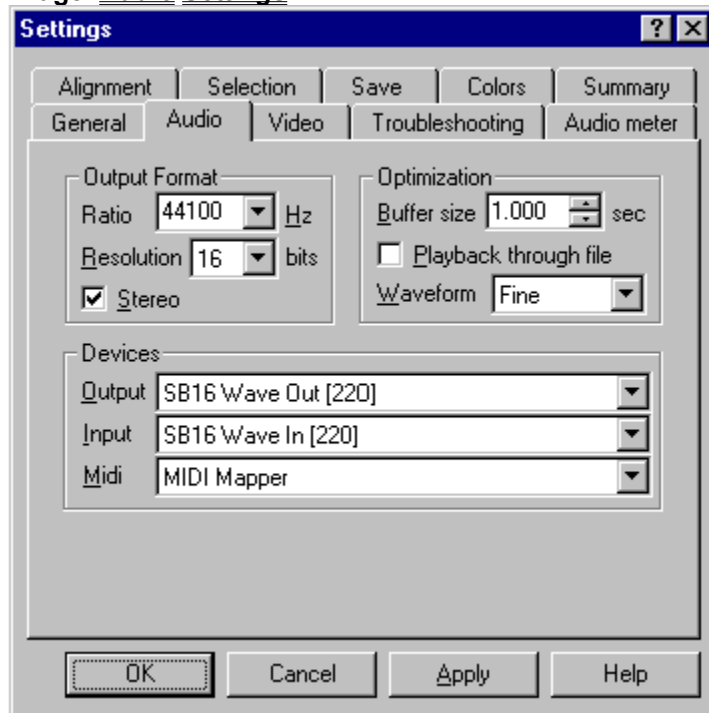 Settings
Alignment Selection Save Colors Summary
General Audio Video Troubleshooting Audio meter
Output Format
Ratio 44100 Hz
Resolution 16 bits
Stereo
Optimization
Buffer size 1.000 sec
Playback through file
Waveform Fine
Devices
Output SB16 Wave Out [220]
Input SB16 Wave In [220]
Midi MIDI Mapper
OK Cancel Apply Help